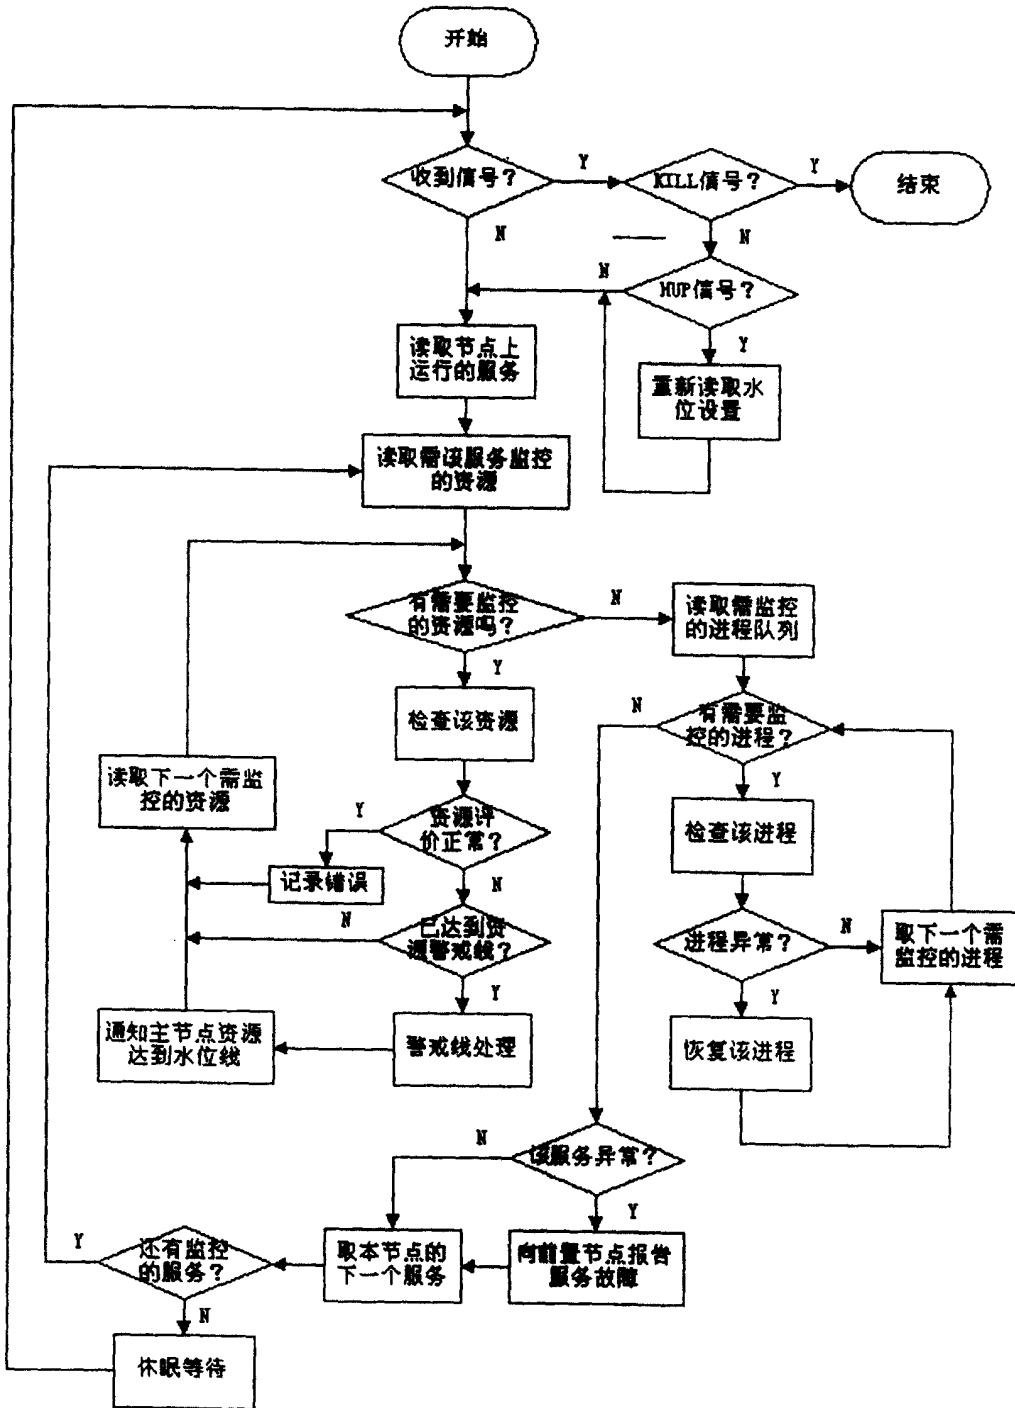 开始
收到信号？
Y
KILL信号？
Y
结束
N
N
N
HUP信号？
Y
读取节点上
运行的服务
重新读取水
位设置
读取需该服务监控
的资源
有需要监控
的资源吗？
N
读取需监控
的进程队列
Y
检查该资源
N
有需要监
控的进程？
Y
读取下一个需监
控的资源
Y
资源评
价正常？
检查该进程
记录错误
N
N
已达到资
源警戒线？
进程异常？
N
取下一个需
监控的进程
Y
Y
通知主节点资源
达到水位线
警戒线处理
恢复该进程
N
该服务异常？
Y
Y
还有监控
的服务？
取本节点的
下一个服务
向前置节点报告
服务故障
N
休眠等待